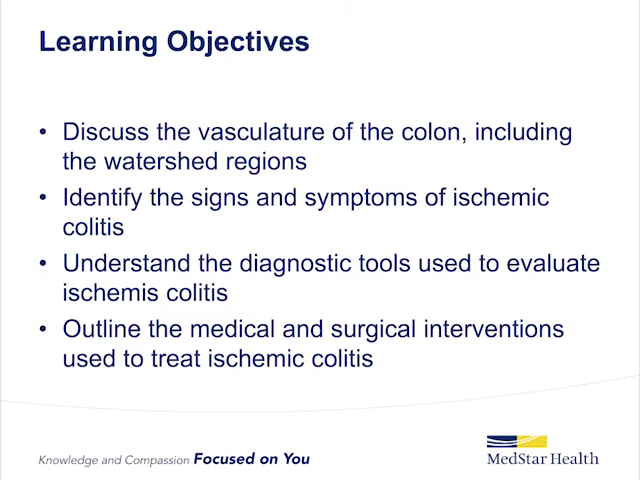 Learning Objectives
• Discuss the vasculature of the colon, including
the watershed regions
• Identify the signs and symptoms of ischemic
colitis
• Understand the diagnostic tools used to evaluate
ischemis colitis
• Outline the medical and surgical interventions
used to treat ischemic colitis
Knowledge and Compassion Focused on You
MedStar Health